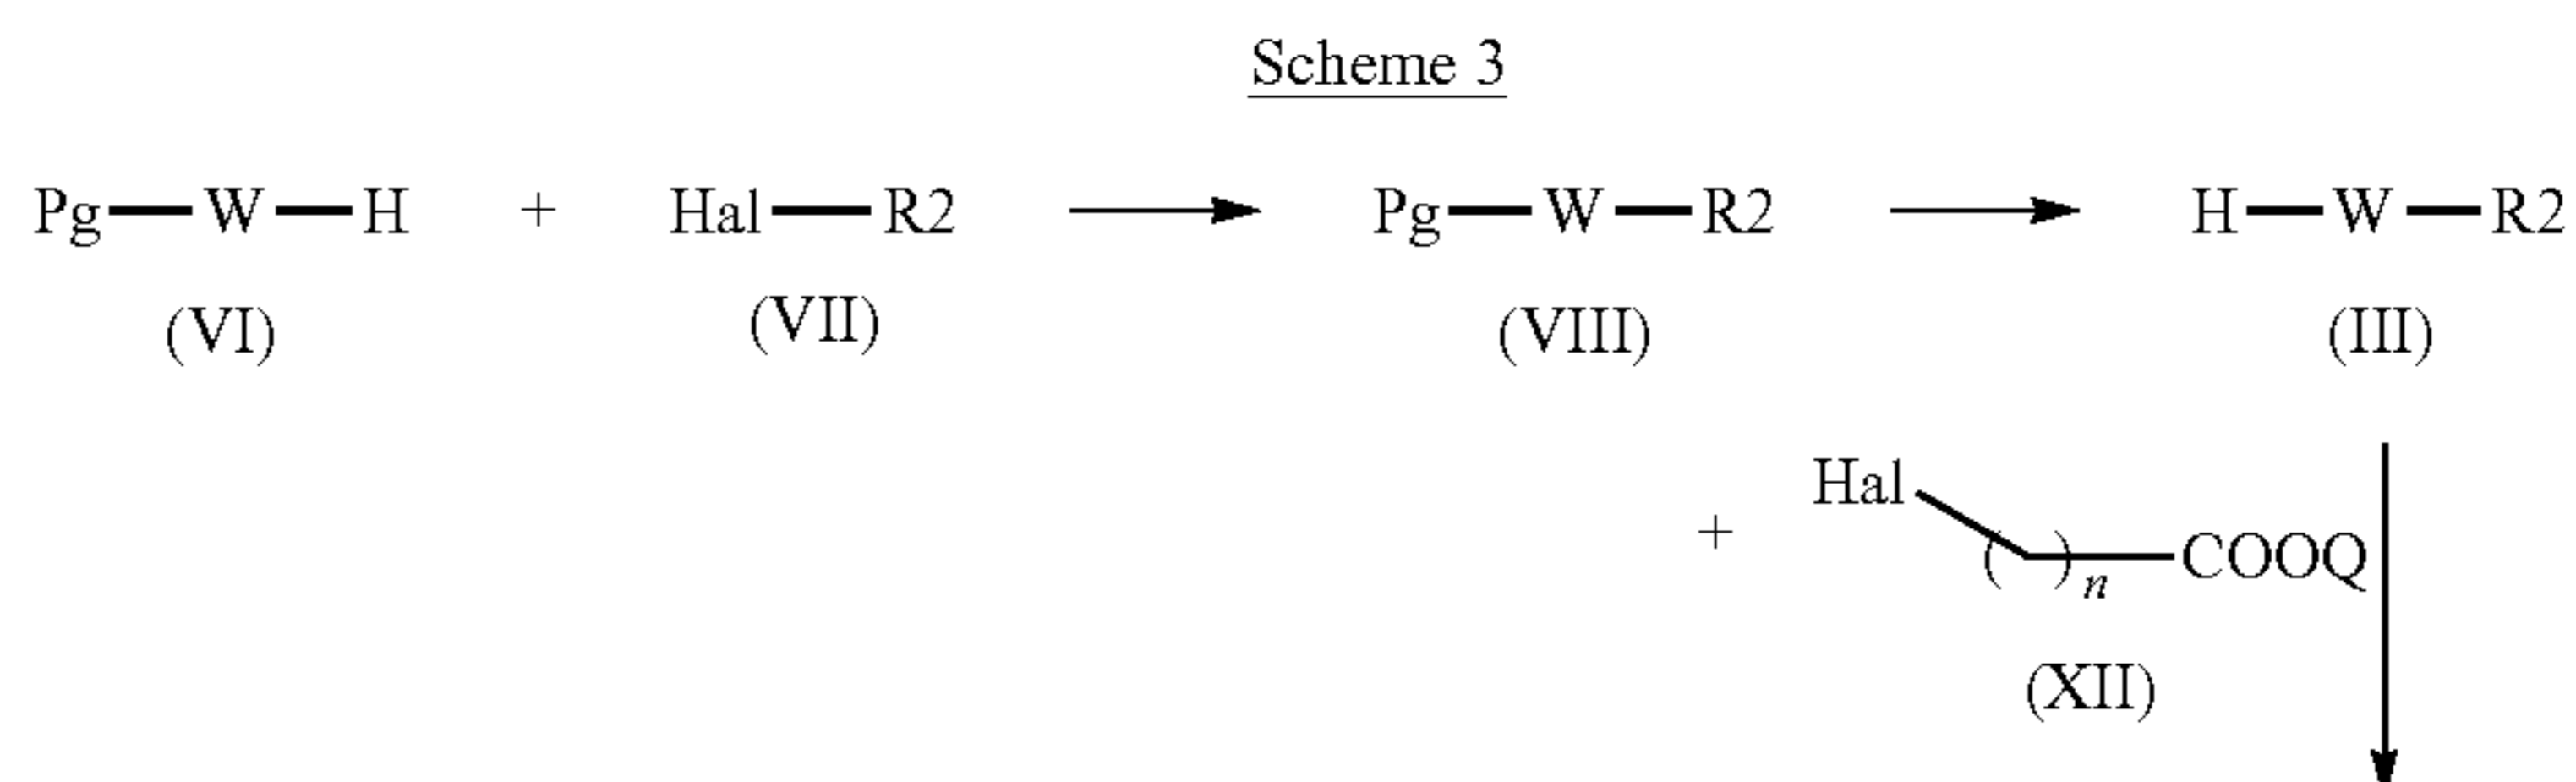 Scheme 3
Pg—W—H + Hal—R2 → Pg—W—R2 → H—W—R2
(VI) (VII) (VIII) (III)
Hal
+ ( )n COOQ
(XII)